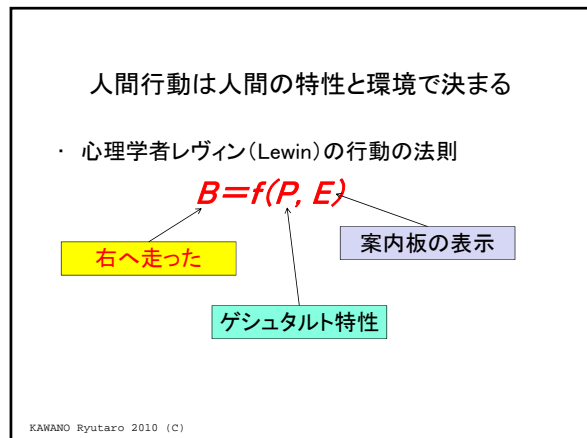 人間行動は人間の特性と環境で決まる
・ 心理学者レヴィン(Lewin)の行動の法則
B=f(P, E)
案内板の表示
右へ走った
ゲシュタルト特性
KAWANO Ryutaro 2010 (C)